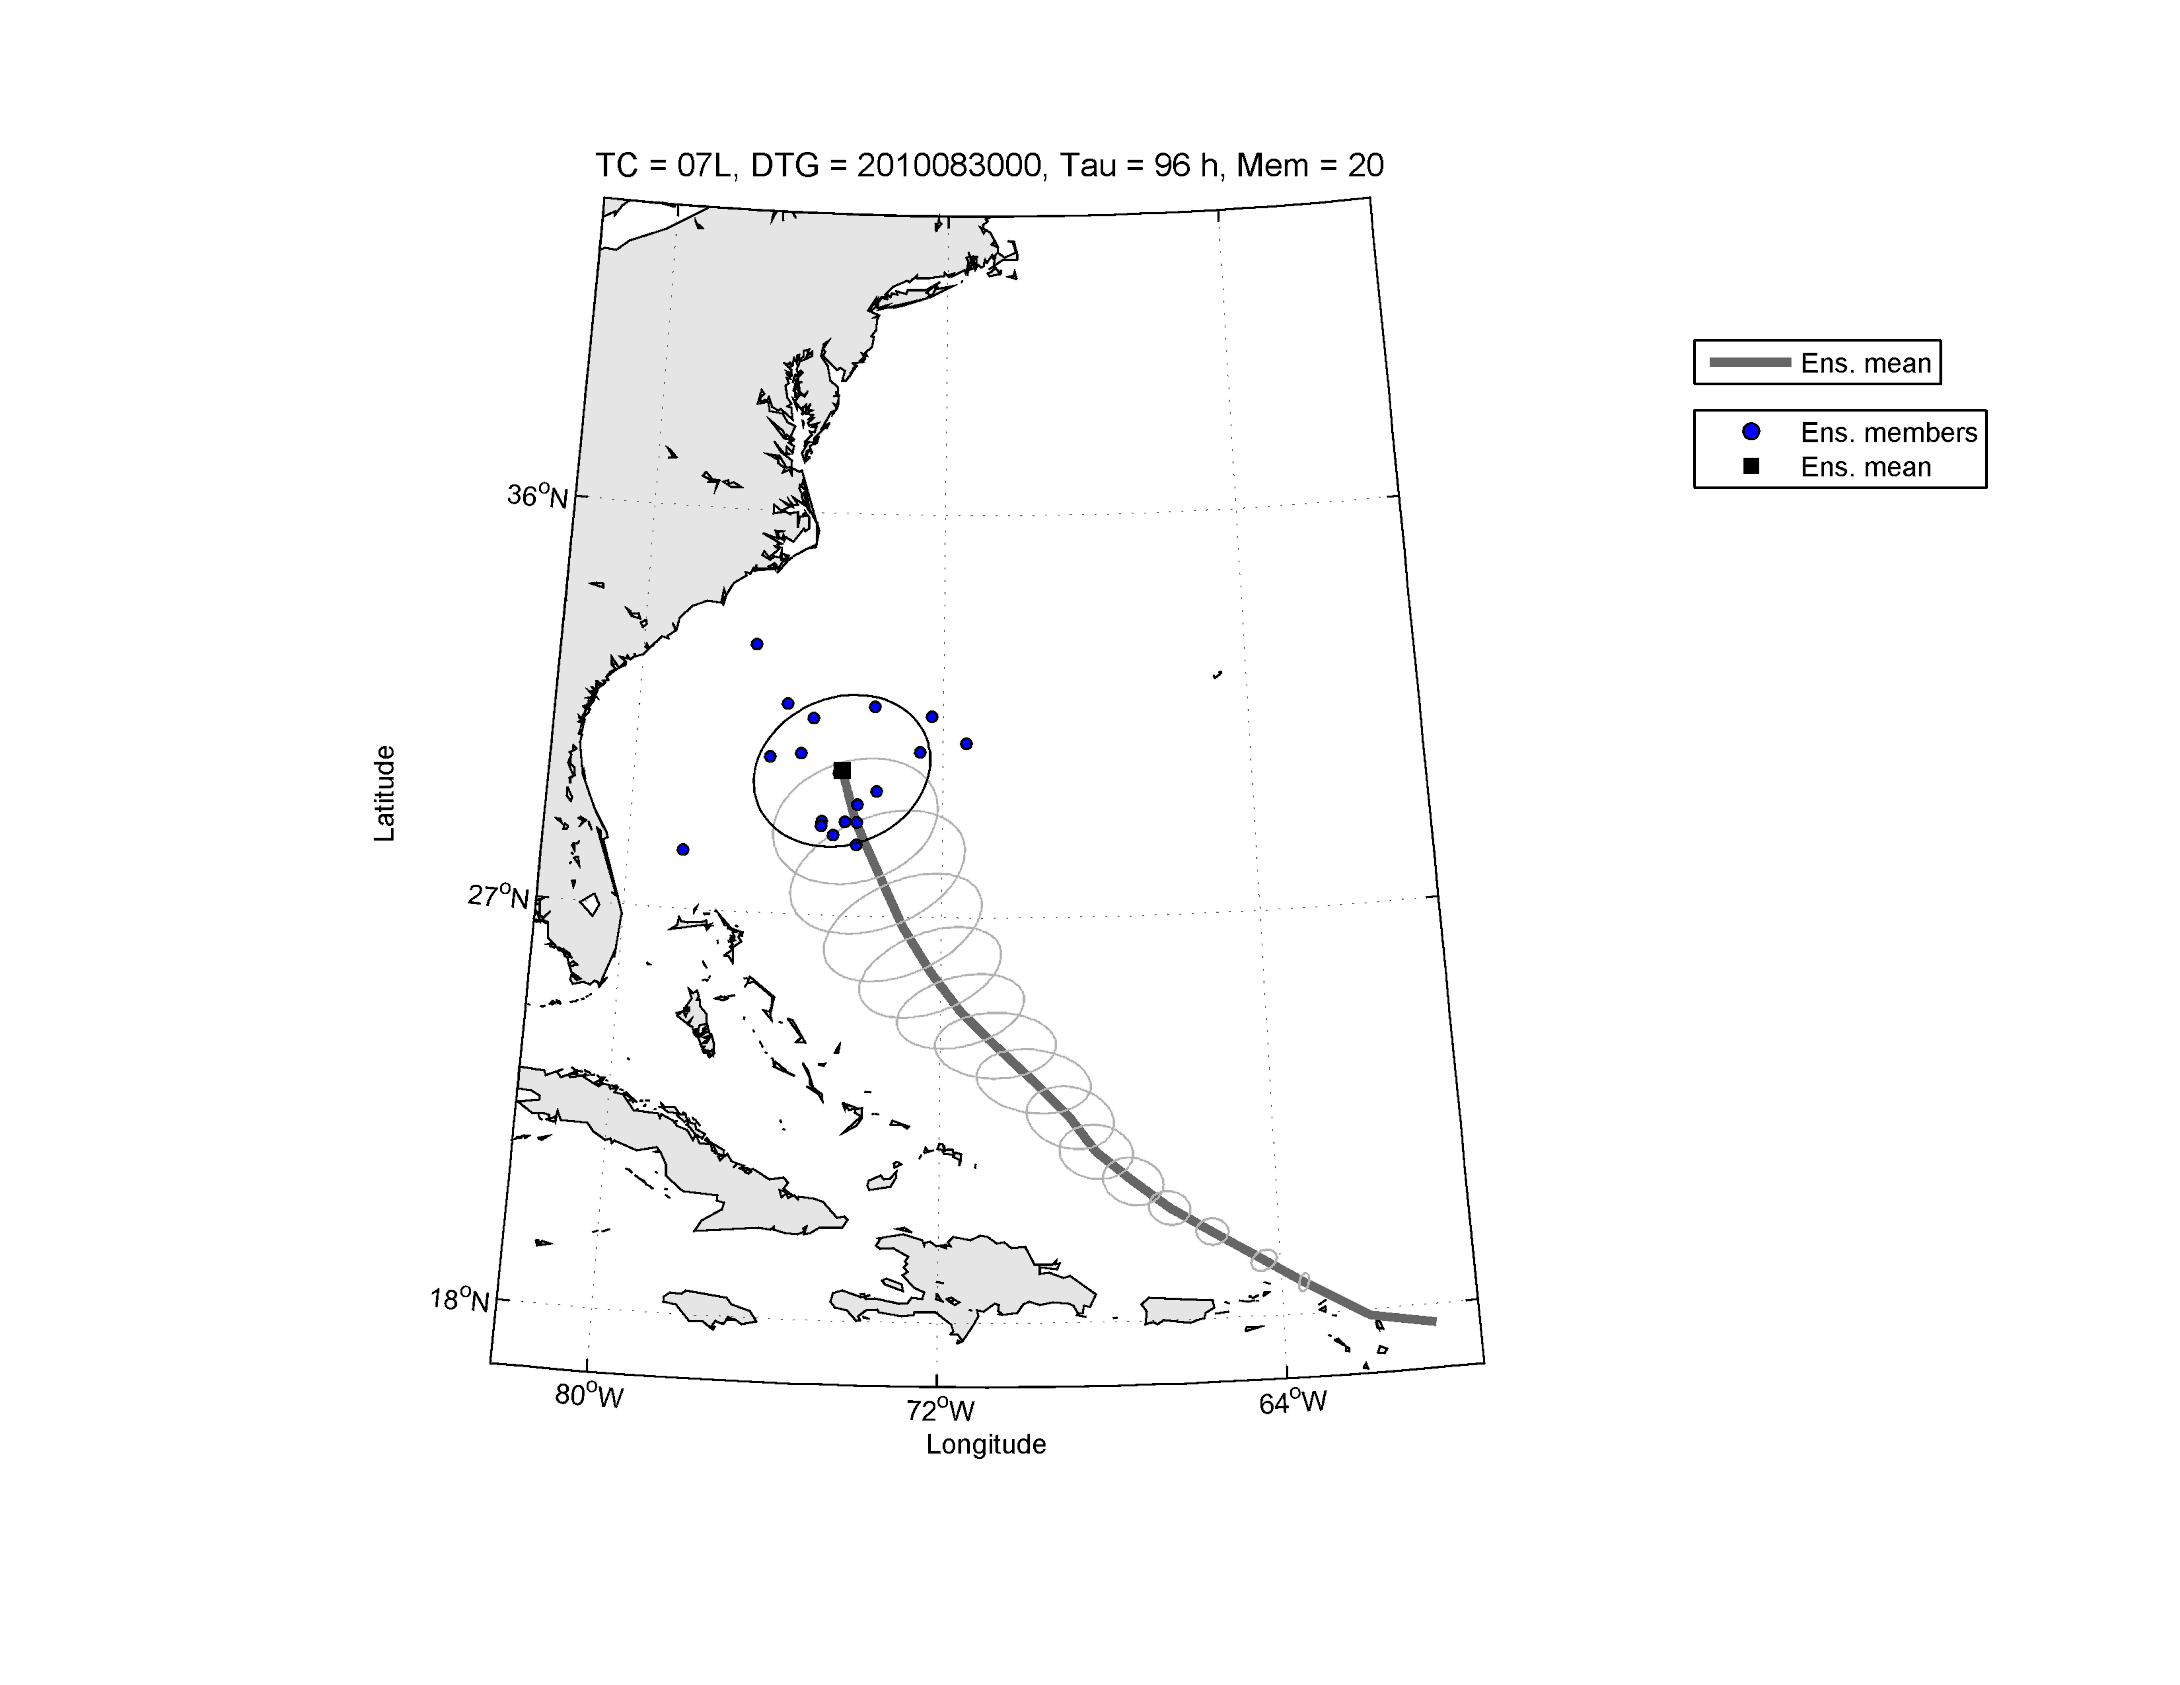 TC = 07L, DTG = 2010083000, Tau = 96 h, Mem = 20
Ens. mean
Ens. members
Ens. mean
36°N
27°N
18°N
Latitude
80°W
72°W
64°W
Longitude